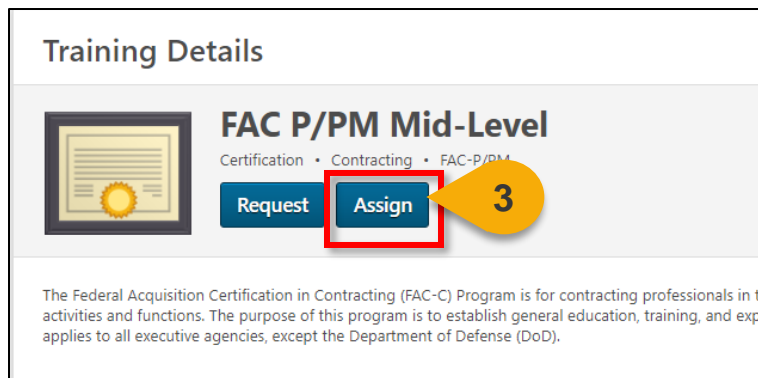 Training Details
FAC P/PM Mid-Level
Certification • Contracting • FAC-P/PM
Request Assign 3
The Federal Acquisition Certification in Contracting (FAC-C) Program is for contracting professionals in
activities and functions. The purpose of this program is to establish general education, training, and exp
applies to all executive agencies, except the Department of Defense (DoD).